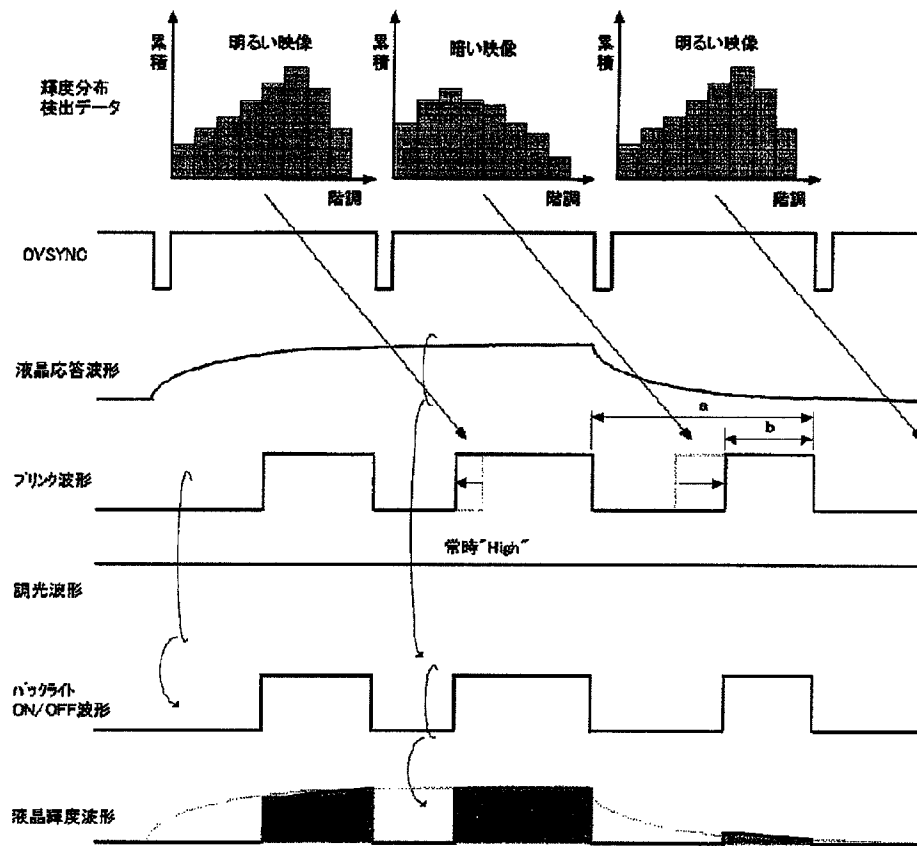 累積
明るい映像
階調
累積
暗い映像
階調
累積
明るい映像
階調
輝度分布
検出データ
OVSYNC
液晶応答波形
a
b
ブリンク波形
常時"High"
調光波形
バックライト
ON/OFF波形
液晶輝度波形